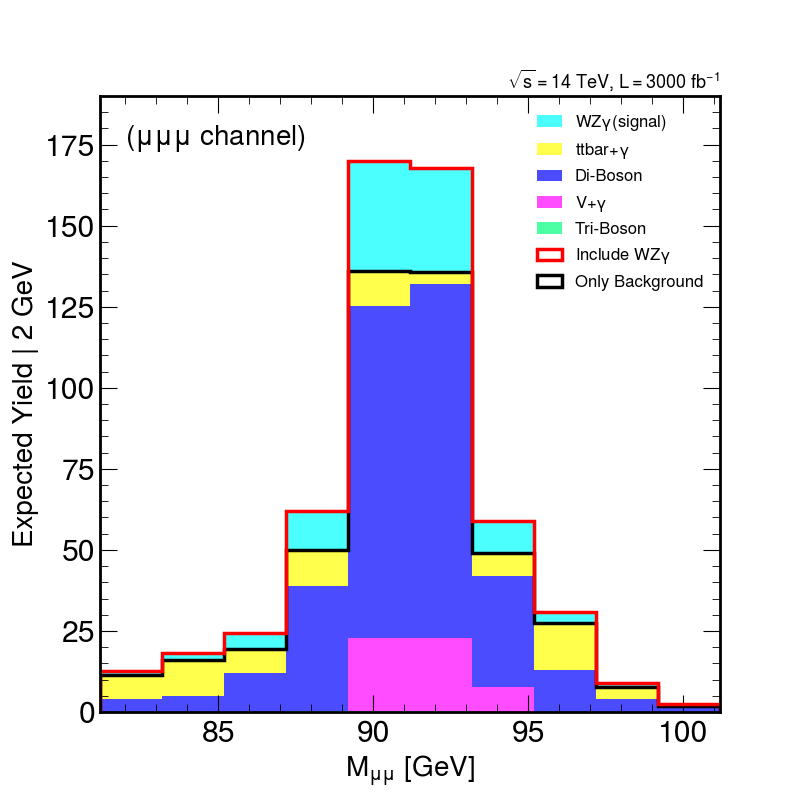 √s = 14 TeV, L = 3000 fb⁻¹
(μμμ channel)
WZγ(signal)
ttbar+γ
Di-Boson
V+γ
Tri-Boson
Include WZγ
Only Background
Expected Yield | 2 GeV
175
150
125
100
75
50
25
0
85
90
95
100
M_μμ [GeV]